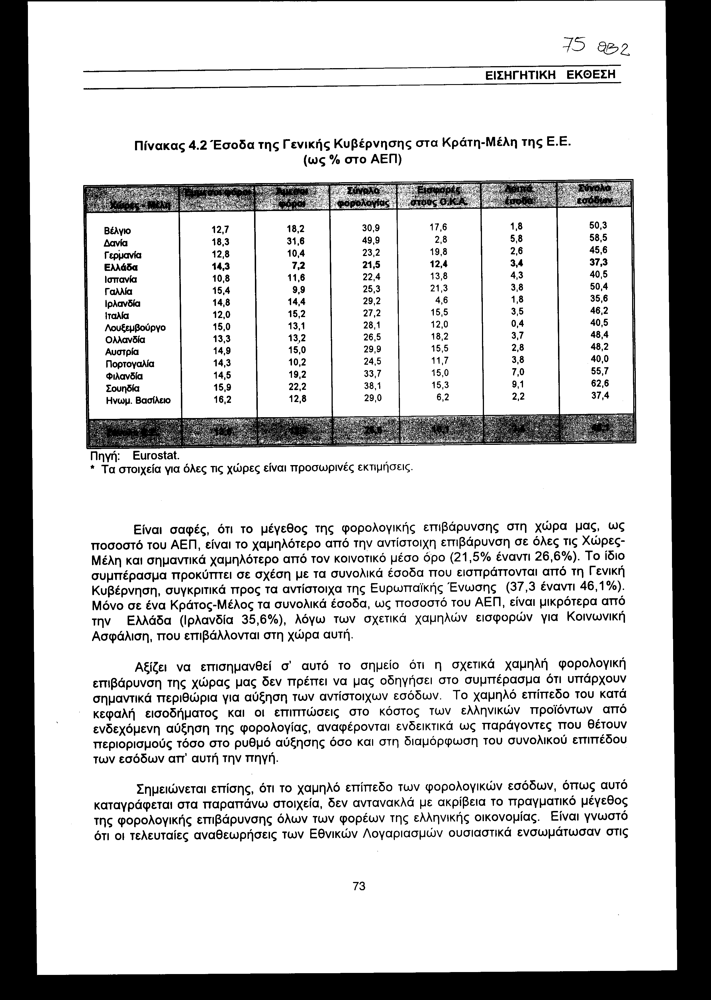 75 ΘΒ2
ΕΙΣΗΓΗΤΙΚΗ ΕΚΘΕΣΗ
Πίνακας 4.2 Έσοδα της Γενικής Κυβέρνησης στα Κράτη-Μέλη της Ε.Ε.
(ως % στο ΑΕΠ)
Χώρες - Μέλη Έμμεσοι φόροι Άμεσοι φόροι Σύνολο φορολογίας Εισφορές στους Ο.Κ.Α. Λοιπά έσοδα Σύνολο εσόδων
Βέλγιο 12,7 18,2 30,9 17,6 1,8 50,3
Δανία 18,3 31,6 49,9 2,8 5,8 58,5
Γερμανία 12,8 10,4 23,2 19,8 2,6 45,6
Ελλάδα 14,3 7,2 21,5 12,4 3,4 37,3
Ισπανία 10,8 11,6 22,4 13,8 4,3 40,5
Γαλλία 15,4 9,9 25,3 21,3 3,8 50,4
Ιρλανδία 14,8 14,4 29,2 4,6 1,8 35,6
Ιταλία 12,0 15,2 27,2 15,5 3,5 46,2
Λουξεμβούργο 15,0 13,1 28,1 12,0 0,4 40,5
Ολλανδία 13,3 13,2 26,5 18,2 3,7 48,4
Αυστρία 14,9 15,0 29,9 15,5 2,8 48,2
Πορτογαλία 14,3 10,2 24,5 11,7 3,8 40,0
Φιλανδία 14,5 19,2 33,7 15,0 7,0 55,7
Σουηδία 15,9 22,2 38,1 15,3 9,1 62,6
Ηνωμ. Βασίλειο 16,2 12,8 29,0 6,2 2,2 37,4
26,6 16,1 3,4 46,1
Πηγή: Eurostat.
* Τα στοιχεία για όλες τις χώρες είναι προσωρινές εκτιμήσεις.
Είναι σαφές, ότι το μέγεθος της φορολογικής επιβάρυνσης στη χώρα μας, ως
ποσοστό του ΑΕΠ, είναι το χαμηλότερο από την αντίστοιχη επιβάρυνση σε όλες τις Χώρες-
Μέλη και σημαντικά χαμηλότερο από τον κοινοτικό μέσο όρο (21,5% έναντι 26,6%). Το ίδιο
συμπέρασμα προκύπτει σε σχέση με τα συνολικά έσοδα που εισπράττονται από τη Γενική
Κυβέρνηση, συγκριτικά προς τα αντίστοιχα της Ευρωπαϊκής Ένωσης (37,3 έναντι 46,1%).
Μόνο σε ένα Κράτος-Μέλος τα συνολικά έσοδα, ως ποσοστό του ΑΕΠ, είναι μικρότερα από
την Ελλάδα (Ιρλανδία 35,6%), λόγω των σχετικά χαμηλών εισφορών για Κοινωνική
Ασφάλιση, που επιβάλλονται στη χώρα αυτή.
Αξίζει να επισημανθεί σ' αυτό το σημείο ότι η σχετικά χαμηλή φορολογική
επιβάρυνση της χώρας μας δεν πρέπει να μας οδηγήσει στο συμπέρασμα ότι υπάρχουν
σημαντικά περιθώρια για αύξηση των αντίστοιχων εσόδων. Το χαμηλό επίπεδο του κατά
κεφαλή εισοδήματος και οι επιπτώσεις στο κόστος των ελληνικών προϊόντων από
ενδεχόμενη αύξηση της φορολογίας, αναφέρονται ενδεικτικά ως παράγοντες που θέτουν
περιορισμούς τόσο στο ρυθμό αύξησης όσο και στη διαμόρφωση του συνολικού επιπέδου
των εσόδων απ' αυτή την πηγή.
Σημειώνεται επίσης, ότι το χαμηλό επίπεδο των φορολογικών εσόδων, όπως αυτό
καταγράφεται στα παραπάνω στοιχεία, δεν αντανακλά με ακρίβεια το πραγματικό μέγεθος
της φορολογικής επιβάρυνσης όλων των φορέων της ελληνικής οικονομίας. Είναι γνωστό
ότι οι τελευταίες αναθεωρήσεις των Εθνικών Λογαριασμών ουσιαστικά ενσωμάτωσαν στις
73